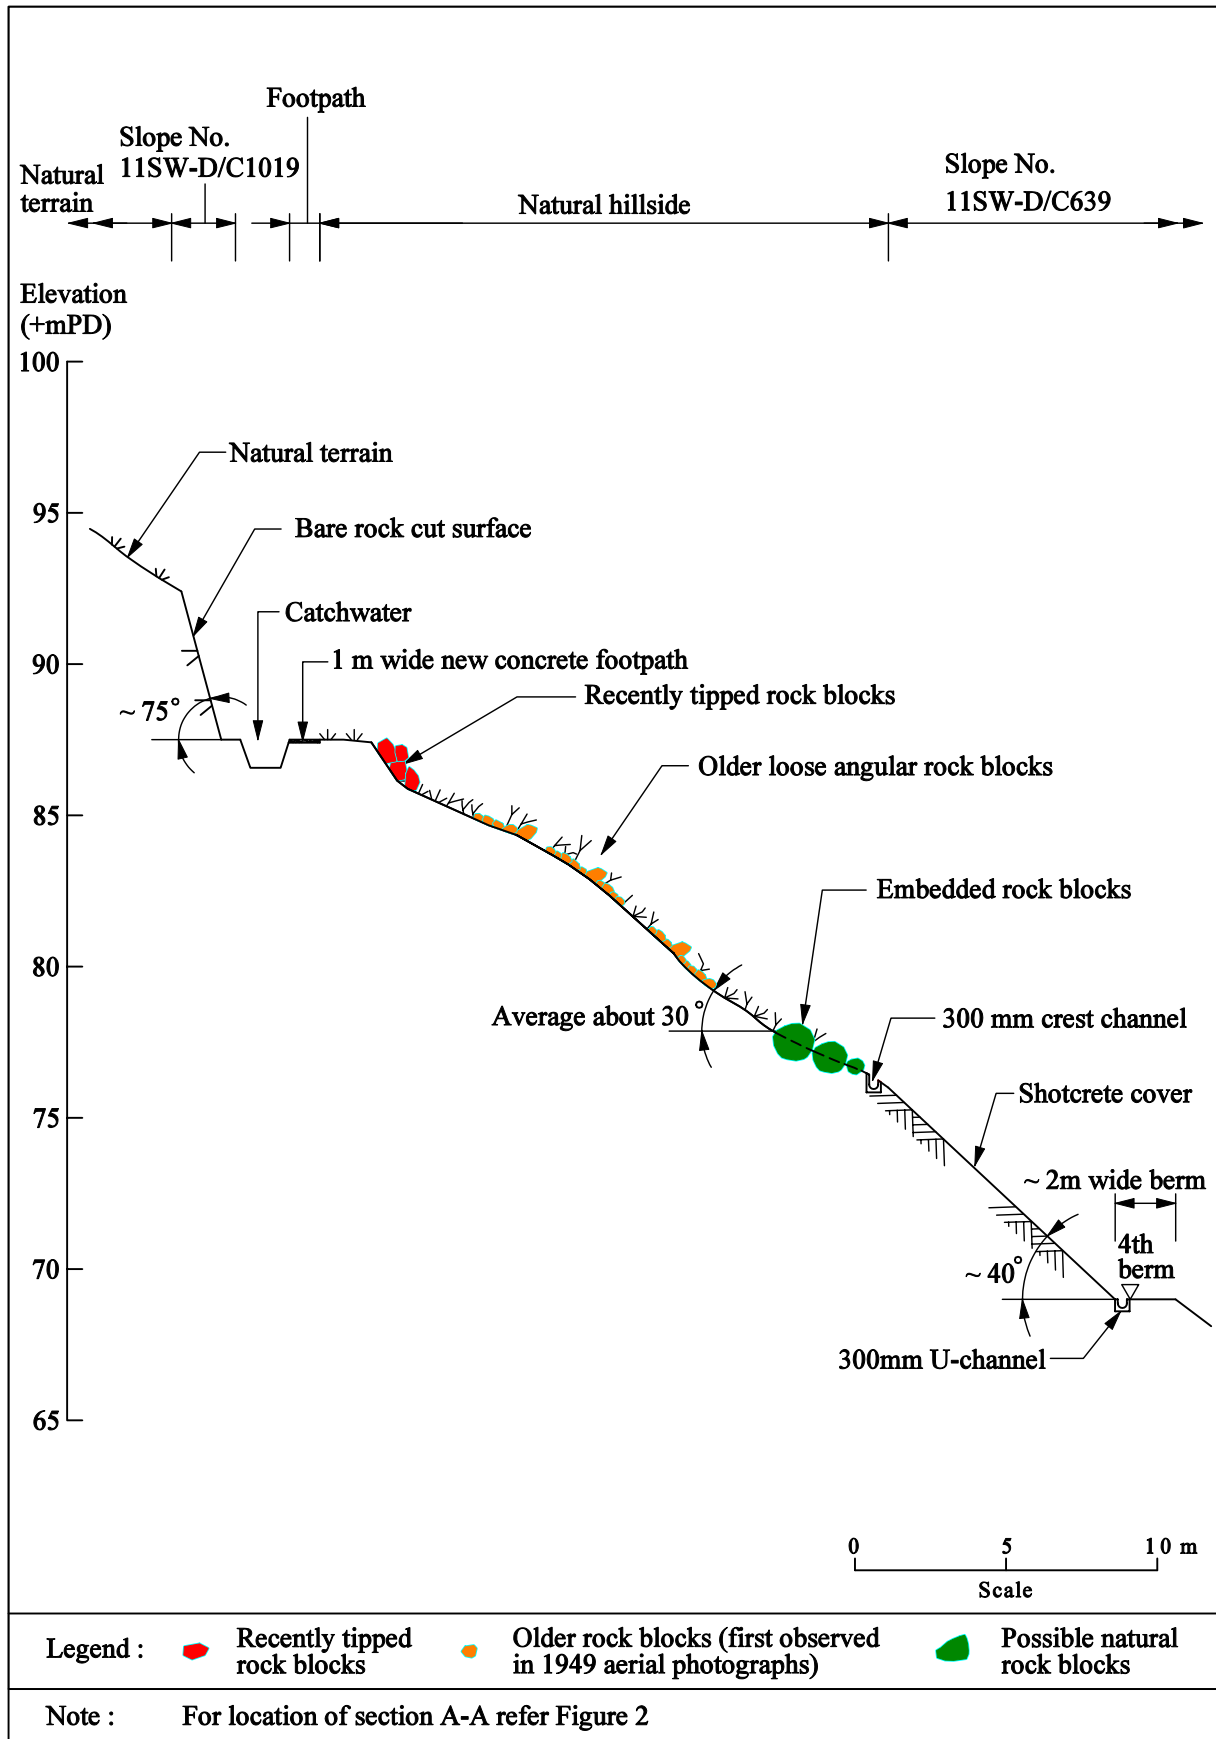 Footpath
Slope No.
11SW-D/C1019
Natural
terrain
Natural hillside
Slope No.
11SW-D/C639
Elevation
(+mPD)
100
Natural terrain
95
Bare rock cut surface
Catchwater
90
1 m wide new concrete footpath
Recently tipped rock blocks
~ 75°
Older loose angular rock blocks
85
Embedded rock blocks
80
Average about 30°
300 mm crest channel
75
Shotcrete cover
~ 2m wide berm
4th
berm
70
~ 40°
300mm U-channel
65
0 5 10 m
Scale
Legend :
Recently tipped
rock blocks
Older rock blocks (first observed
in 1949 aerial photographs)
Possible natural
rock blocks
Note : For location of section A-A refer Figure 2